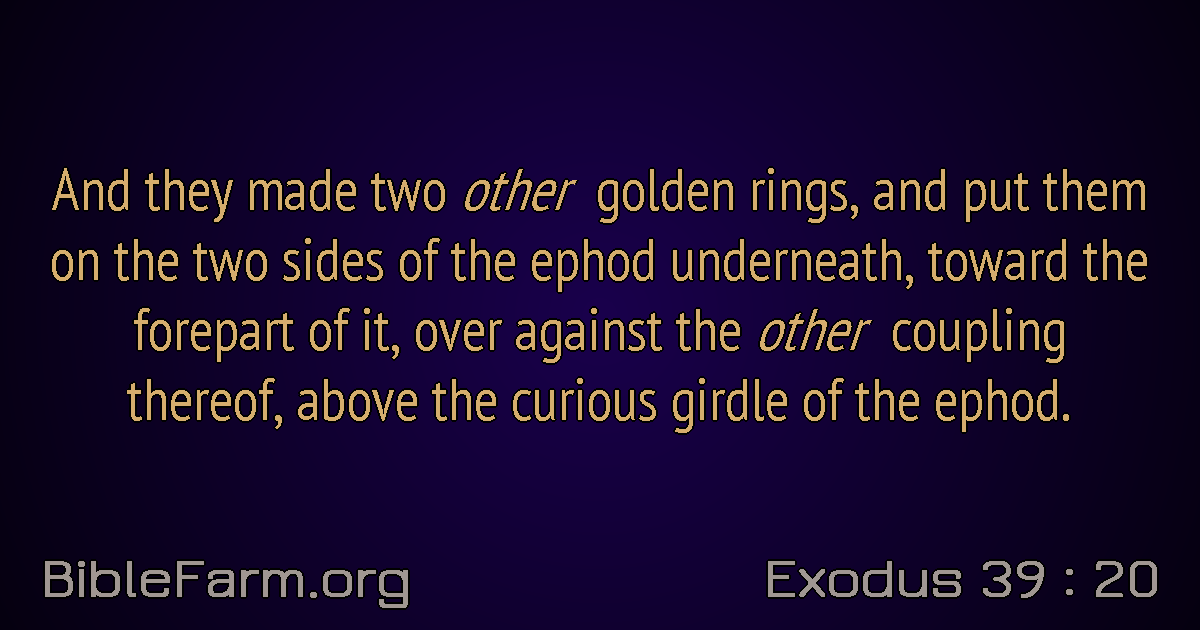 And they made two other golden rings, and put them
on the two sides of the ephod underneath, toward the
forepart of it, over against the other coupling
thereof, above the curious girdle of the ephod.
BibleFarm.org
Exodus 39 : 20